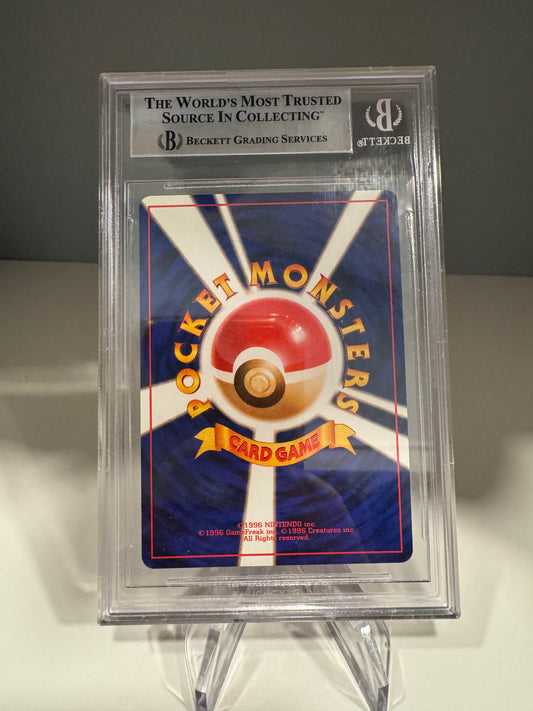 THE WORLD'S MOST TRUSTED
SOURCE IN COLLECTING™
B BECKETT GRADING SERVICES
B
BECKETT®
POCKET MONSTERS
CARD GAME
©1996 NINTENDO inc.
©1996 GameFreak inc. ©1996 Creatures inc.
All Rights reserved.